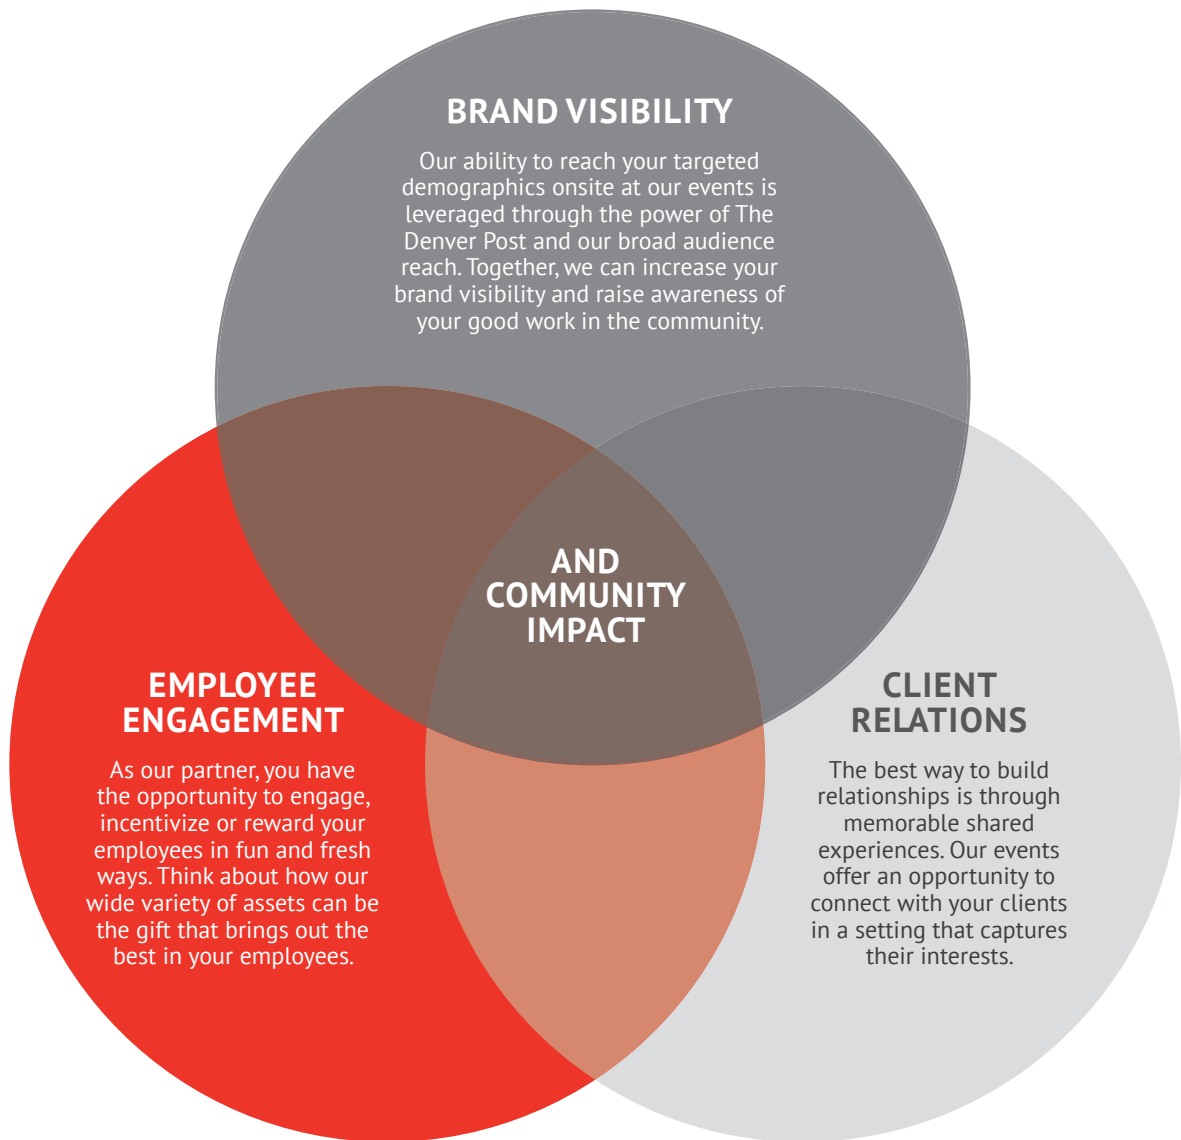 BRAND VISIBILITY
Our ability to reach your targeted
demographics onsite at our events is
leveraged through the power of The
Denver Post and our broad audience
reach. Together, we can increase your
brand visibility and raise awareness of
your good work in the community.
AND
COMMUNITY
IMPACT
EMPLOYEE
ENGAGEMENT
As our partner, you have
the opportunity to engage,
incentivize or reward your
employees in fun and fresh
ways. Think about how our
wide variety of assets can be
the gift that brings out the
best in your employees.
CLIENT
RELATIONS
The best way to build
relationships is through
memorable shared
experiences. Our events
offer an opportunity to
connect with your clients
in a setting that captures
their interests.